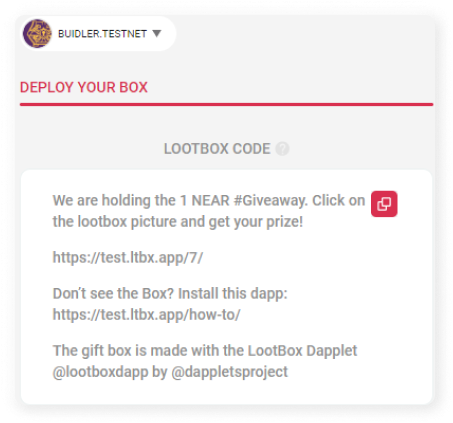 BUIDLER.TESTNET
DEPLOY YOUR BOX
LOOTBOX CODE ?
We are holding the 1 NEAR #Giveaway. Click on
the lootbox picture and get your prize!
https://test.ltbx.app/7/
Don't see the Box? Install this dapp:
https://test.ltbx.app/how-to/
The gift box is made with the LootBox Dapplet
@lootboxdapp by @dappletsproject